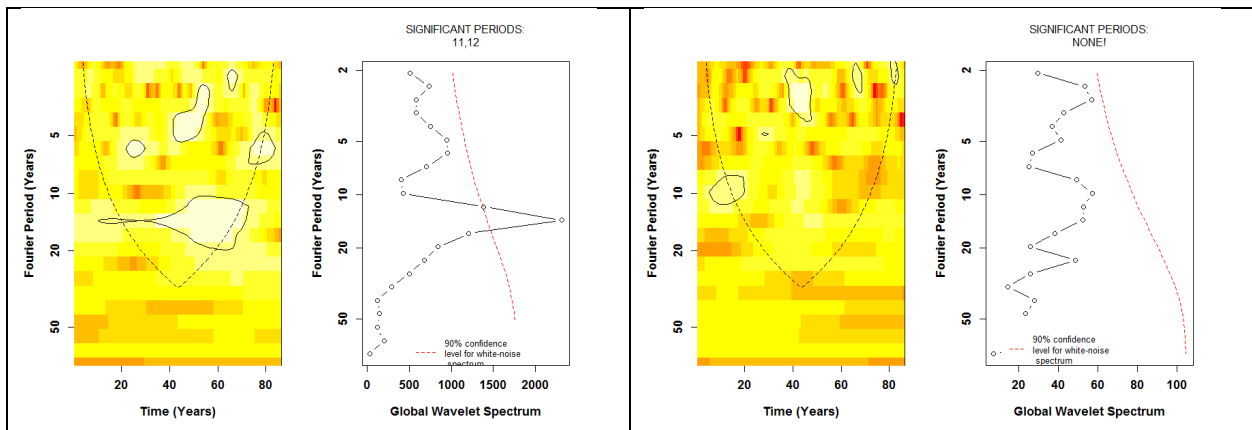 SIGNIFICANT PERIODS:
11,12
Fourier Period (Years)
5
10
20
50
20
40
60
80
Time (Years)
Fourier Period (Years)
2
5
10
20
50
90% confidence
level for white-noise
spectrum
0
500
1000
1500
2000
Global Wavelet Spectrum
SIGNIFICANT PERIODS:
NONE!
Fourier Period (Years)
5
10
20
50
20
40
60
80
Time (Years)
Fourier Period (Years)
2
5
10
20
50
90% confidence
level for white-noise
spectrum
20
40
60
80
100
Global Wavelet Spectrum